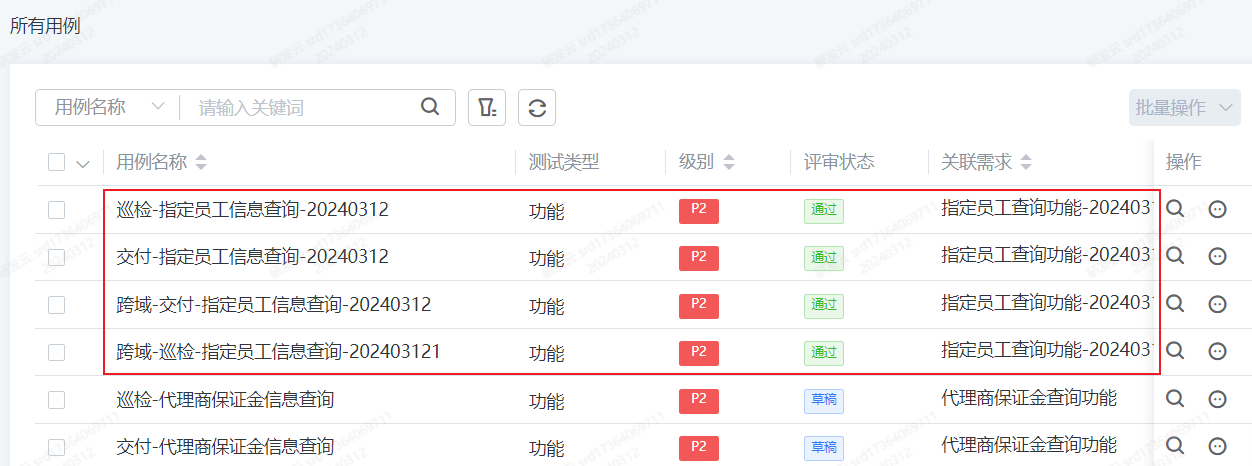 所有用例
用例名称 请输入关键词 批量操作
用例名称 测试类型 级别 评审状态 关联需求 操作
巡检-指定员工信息查询-20240312 功能 P2 通过 指定员工查询功能-202403
交付-指定员工信息查询-20240312 功能 P2 通过 指定员工查询功能-202403
跨域-交付-指定员工信息查询-20240312 功能 P2 通过 指定员工查询功能-202403
跨域-巡检-指定员工信息查询-202403121 功能 P2 通过 指定员工查询功能-202403
巡检-代理商保证金信息查询 功能 P2 草稿 代理商保证金查询功能
交付-代理商保证金信息查询 功能 P2 草稿 代理商保证金查询功能